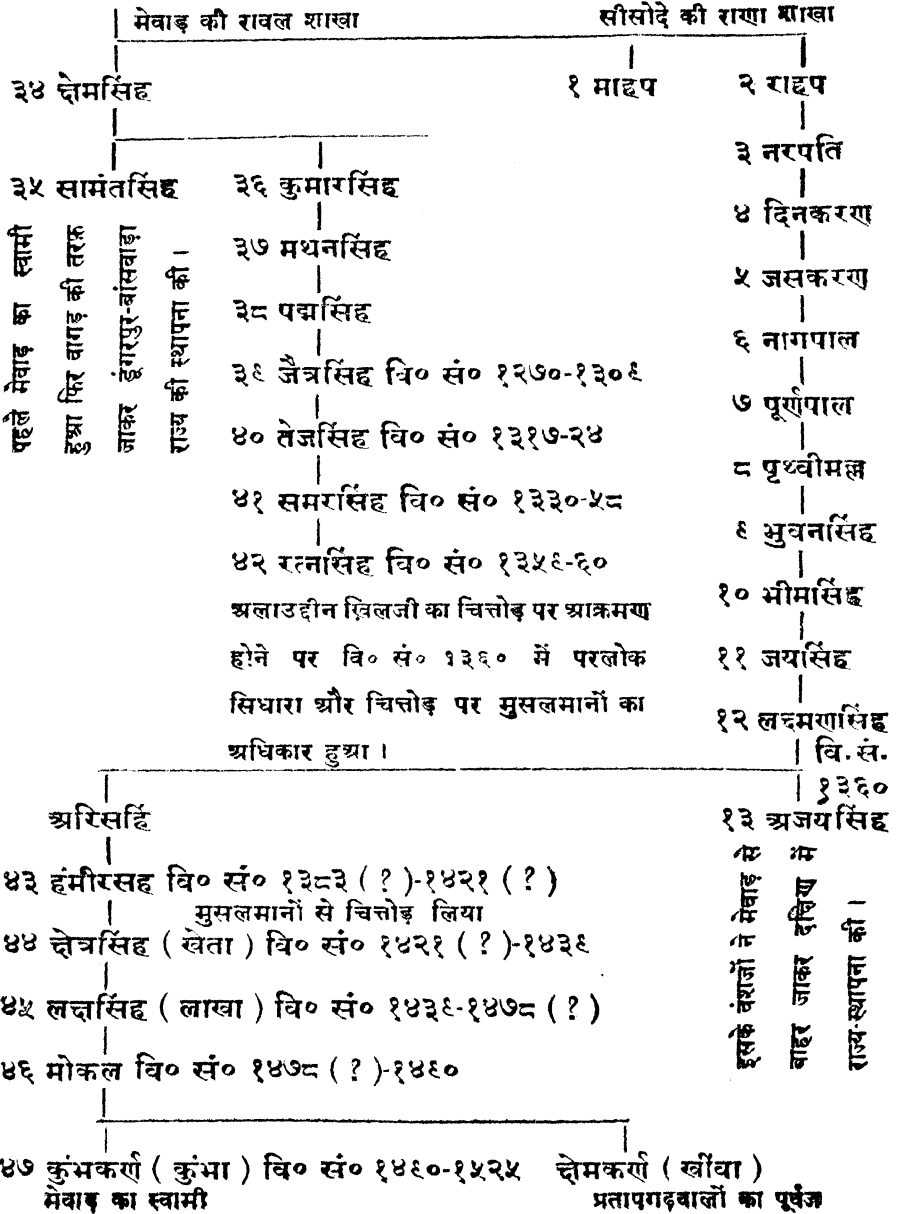 मेवाड़ की रावल शाखा
सीसोदे की राणा शाखा
३४ क्षेमसिंह
१ माहप
२ राहप
३ नरपति
३५ सामंतसिंह
३६ कुमारसिंह
४ दिनकरण
पहले मेवाड़ का स्वामी
हुआ फिर वागड़ की तरफ़
जाकर डूंगरपुर-बांसवाड़ा
राज्य की स्थापना की ।
३७ मथनसिंह
५ जसकरण
३८ पद्मसिंह
६ नागपाल
३९ जैत्रसिंह वि० सं० १२७०-१३०९
७ पूर्णपाल
४० तेजसिंह वि० सं० १३१७-२४
८ पृथ्वीमल्ल
४१ समरसिंह वि० सं० १३३०-५८
९ भुवनसिंह
४२ रत्नसिंह वि० सं० १३५९-६०
१० भीमसिंह
अलाउद्दीन ख़िलजी का चित्तोड़ पर आक्रमण
होने पर वि० सं० १३६० में परलोक
सिधारा और चित्तोड़ पर मुसलमानों का
अधिकार हुआ ।
११ जयसिंह
१२ लक्ष्मणसिंह
वि. सं.
१३६०
अरिसर्हि
१३ अजयसिंह
इसके वंशजों ने मेवाड़ से
बाहर जाकर दक्षिण में
राज्य-स्थापना की ।
४३ हंमीरसह वि० सं० १३८३ ( ? )-१४२१ ( ? )
मुसलमानों से चित्तोड़ लिया
४४ क्षेत्रसिंह ( खेता ) वि० सं० १४२१ ( ? )-१४३९
४५ लक्षसिंह ( लाखा ) वि० सं० १४३९-१४७८ ( ? )
४६ मोकल वि० सं० १४७८ ( ? )-१४९०
४७ कुंभकर्ण ( कुंभा ) वि० सं० १४९०-१५२५
मेवाड़ का स्वामी
क्षेमकर्ण ( खींवा )
प्रतापगढ़वालों का पूर्वज